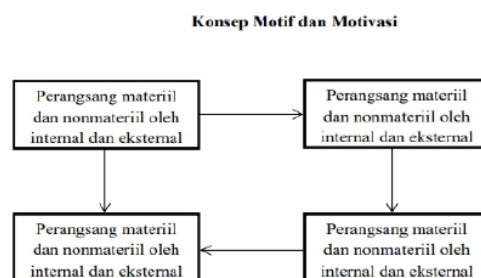 Konsep Motif dan Motivasi
Perangsang materiil
dan nonmateriil oleh
internal dan eksternal
Perangsang materiil
dan nonmateriil oleh
internal dan eksternal
Perangsang materiil
dan nonmateriil oleh
internal dan eksternal
Perangsang materiil
dan nonmateriil oleh
internal dan eksternal